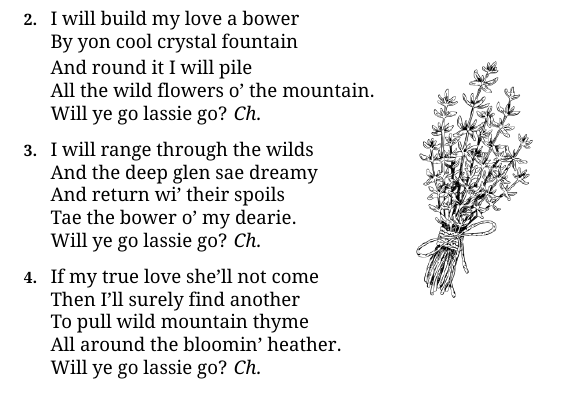 2. I will build my love a bower
By yon cool crystal fountain
And round it I will pile
All the wild flowers o’ the mountain.
Will ye go lassie go? Ch.
3. I will range through the wilds
And the deep glen sae dreamy
And return wi’ their spoils
Tae the bower o’ my dearie.
Will ye go lassie go? Ch.
4. If my true love she’ll not come
Then I’ll surely find another
To pull wild mountain thyme
All around the bloomin’ heather.
Will ye go lassie go? Ch.